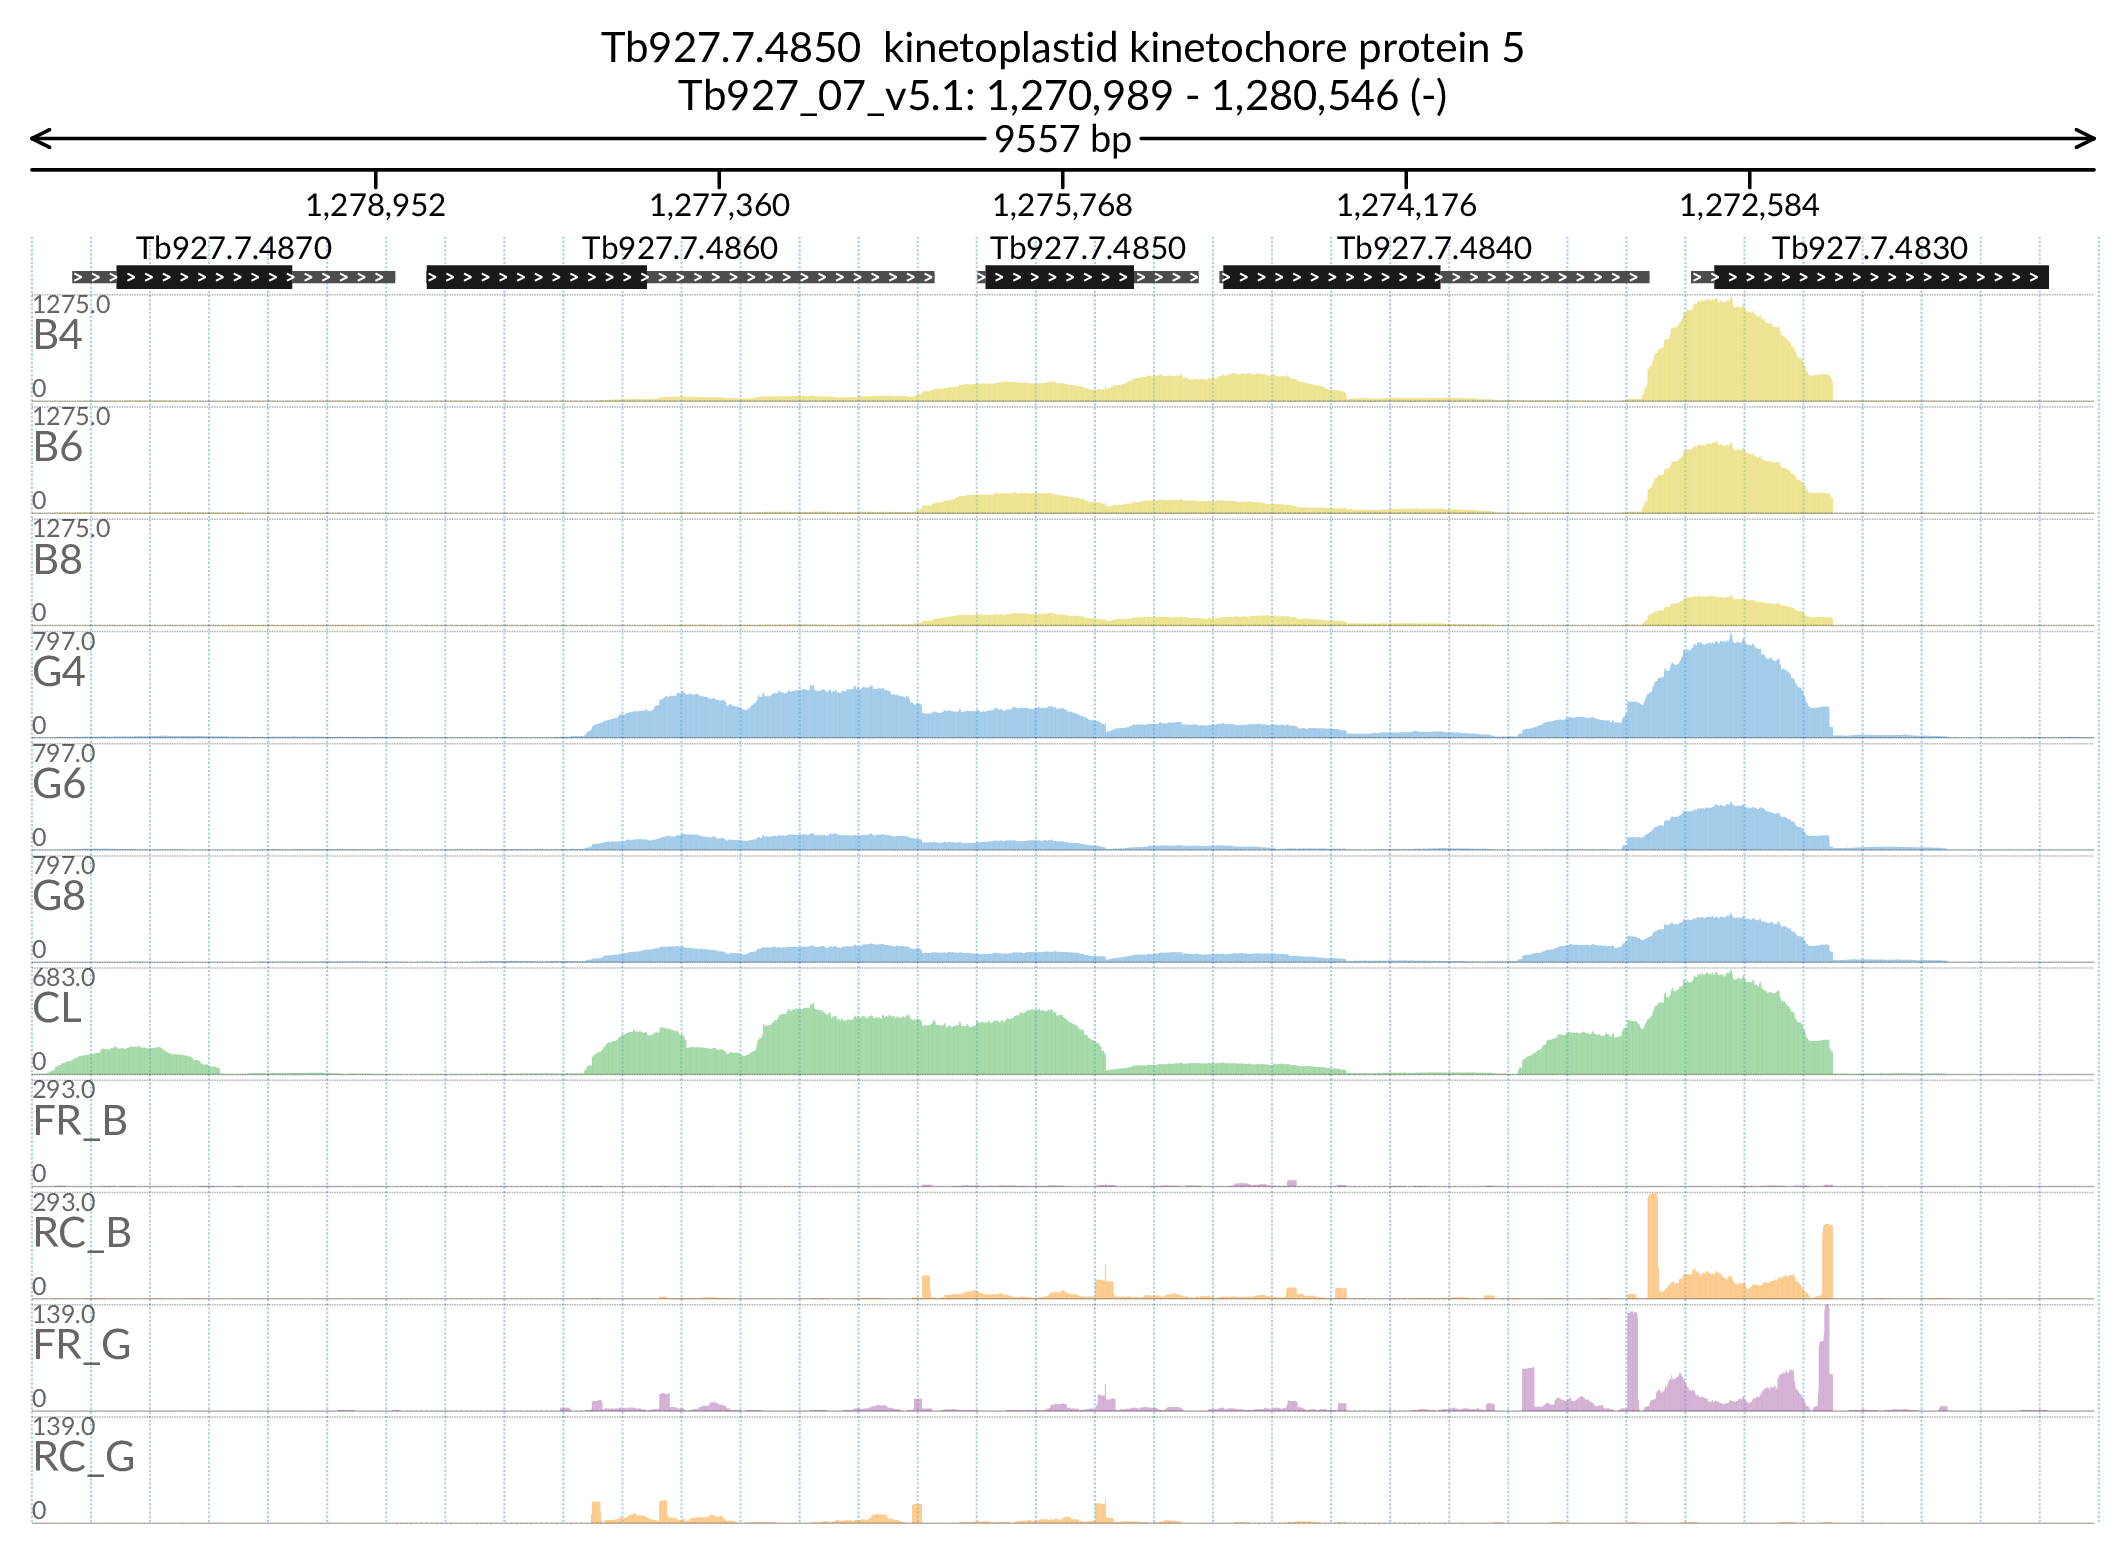 Tb927.7.4850 kinetoplastid kinetochore protein 5
Tb927_07_v5.1: 1,270,989 - 1,280,546 (-)
9557 bp
1,278,952 1,277,360 1,275,768 1,274,176 1,272,584
Tb927.7.4870 Tb927.7.4860 Tb927.7.4850 Tb927.7.4840 Tb927.7.4830
1275.0
B4
0
1275.0
B6
0
1275.0
B8
0
797.0
G4
0
797.0
G6
0
797.0
G8
0
683.0
CL
0
293.0
FR_B
0
293.0
RC_B
0
139.0
FR_G
0
139.0
RC_G
0